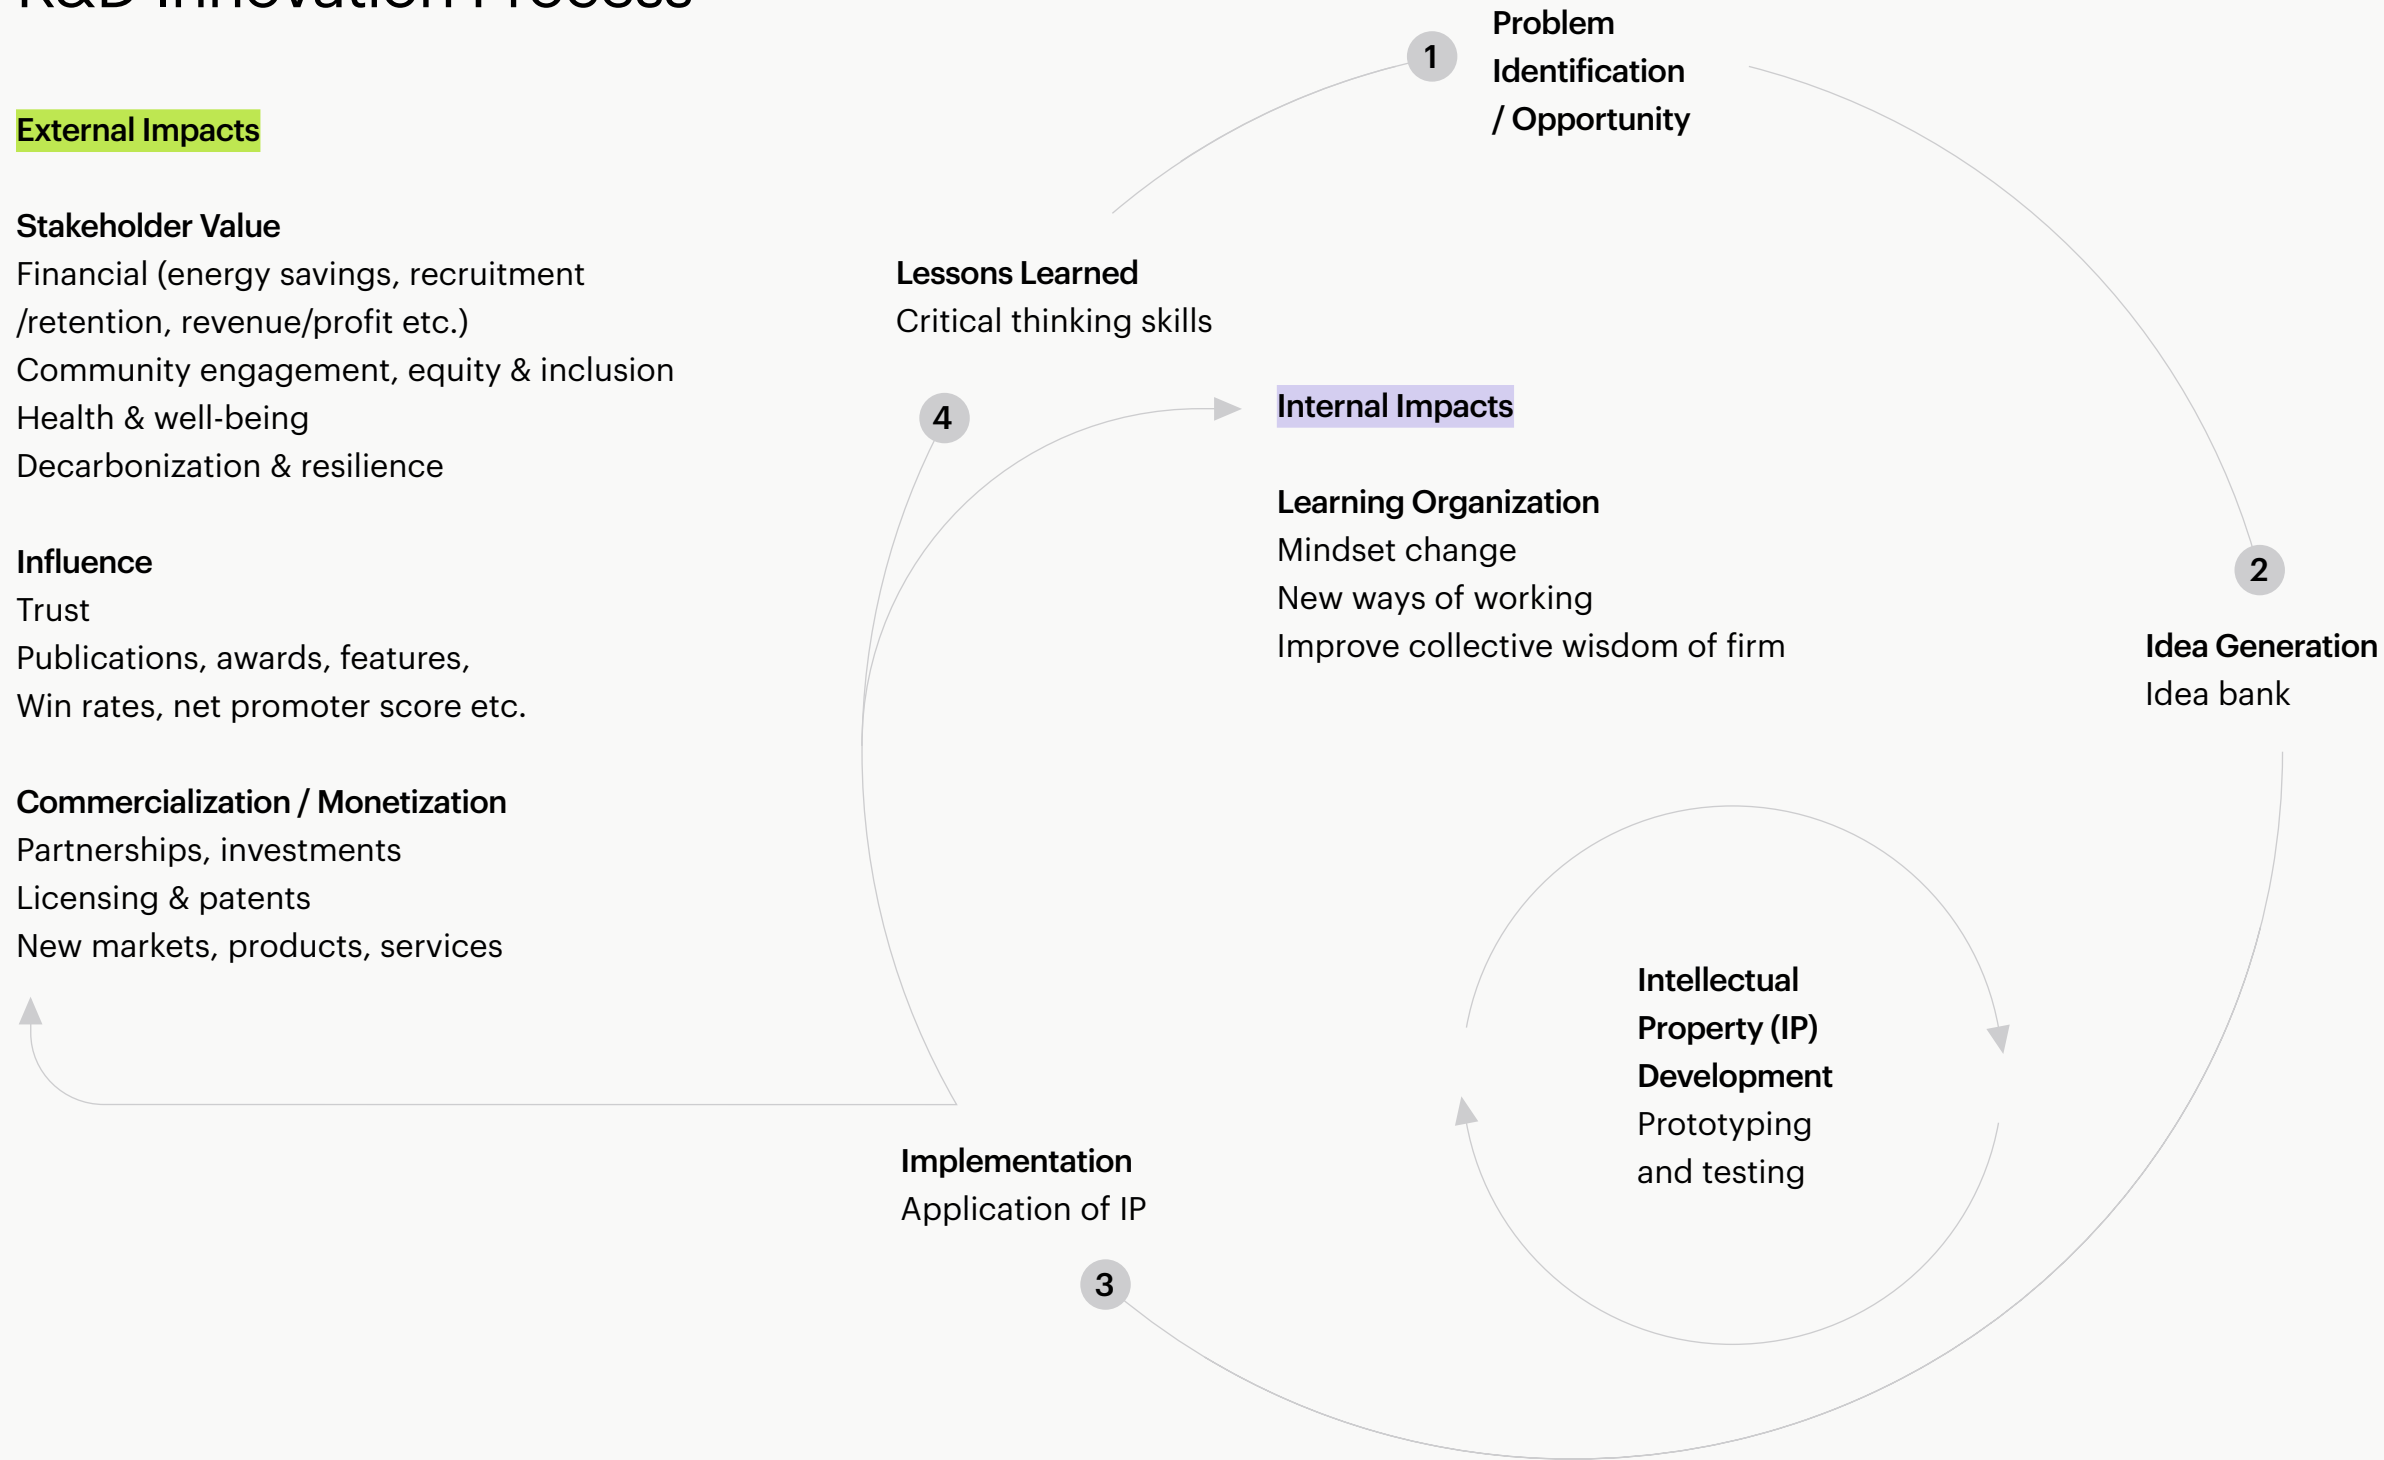 R&D Innovation Process
External Impacts
Stakeholder Value
Financial (energy savings, recruitment
/retention, revenue/profit etc.)
Community engagement, equity & inclusion
Health & well-being
Decarbonization & resilience
Influence
Trust
Publications, awards, features,
Win rates, net promoter score etc.
Commercialization / Monetization
Partnerships, investments
Licensing & patents
New markets, products, services
1
Problem
Identification
/ Opportunity
2
Idea Generation
Idea bank
Intellectual
Property (IP)
Development
Prototyping
and testing
Implementation
Application of IP
3
Lessons Learned
Critical thinking skills
4
Internal Impacts
Learning Organization
Mindset change
New ways of working
Improve collective wisdom of firm